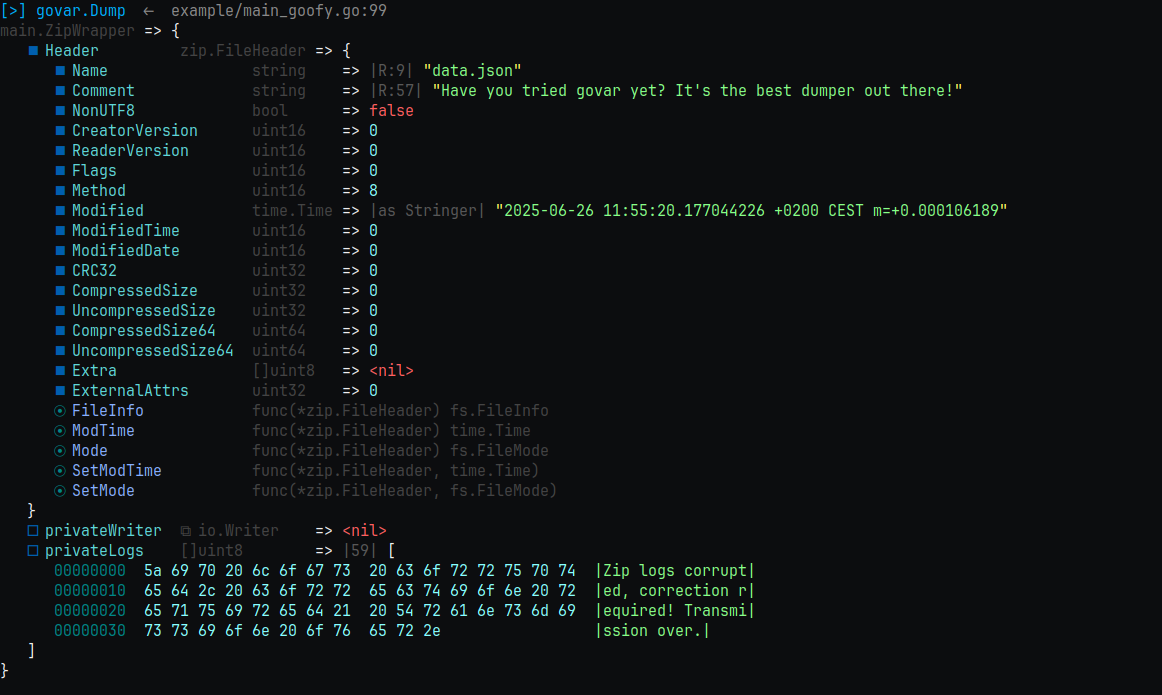 [>] govar.Dump ← example/main_goofy.go:99
main.ZipWrapper => {
■ Header zip.FileHeader => {
■ Name string => |R:9| "data.json"
■ Comment string => |R:57| "Have you tried govar yet? It's the best dumper out there!"
■ NonUTF8 bool => false
■ CreatorVersion uint16 => 0
■ ReaderVersion uint16 => 0
■ Flags uint16 => 0
■ Method uint16 => 8
■ Modified time.Time => |as Stringer| "2025-06-26 11:55:20.177044226 +0200 CEST m=+0.000106189"
■ ModifiedTime uint16 => 0
■ ModifiedDate uint16 => 0
■ CRC32 uint32 => 0
■ CompressedSize uint32 => 0
■ UncompressedSize uint32 => 0
■ CompressedSize64 uint64 => 0
■ UncompressedSize64 uint64 => 0
■ Extra []uint8 => <nil>
■ ExternalAttrs uint32 => 0
⦿ FileInfo func(*zip.FileHeader) fs.FileInfo
⦿ ModTime func(*zip.FileHeader) time.Time
⦿ Mode func(*zip.FileHeader) fs.FileMode
⦿ SetModTime func(*zip.FileHeader, time.Time)
⦿ SetMode func(*zip.FileHeader, fs.FileMode)
}
□ privateWriter ⧉ io.Writer => <nil>
□ privateLogs []uint8 => |59| [
00000000 5a 69 70 20 6c 6f 67 73 20 63 6f 72 72 75 70 74 |Zip logs corrupt|
00000010 65 64 2c 20 63 6f 72 72 65 63 74 69 6f 6e 20 72 |ed, correction r|
00000020 65 71 75 69 72 65 64 21 20 54 72 61 6e 73 6d 69 |equired! Transmi|
00000030 73 73 69 6f 6e 20 6f 76 65 72 2e |ssion over.|
]
}